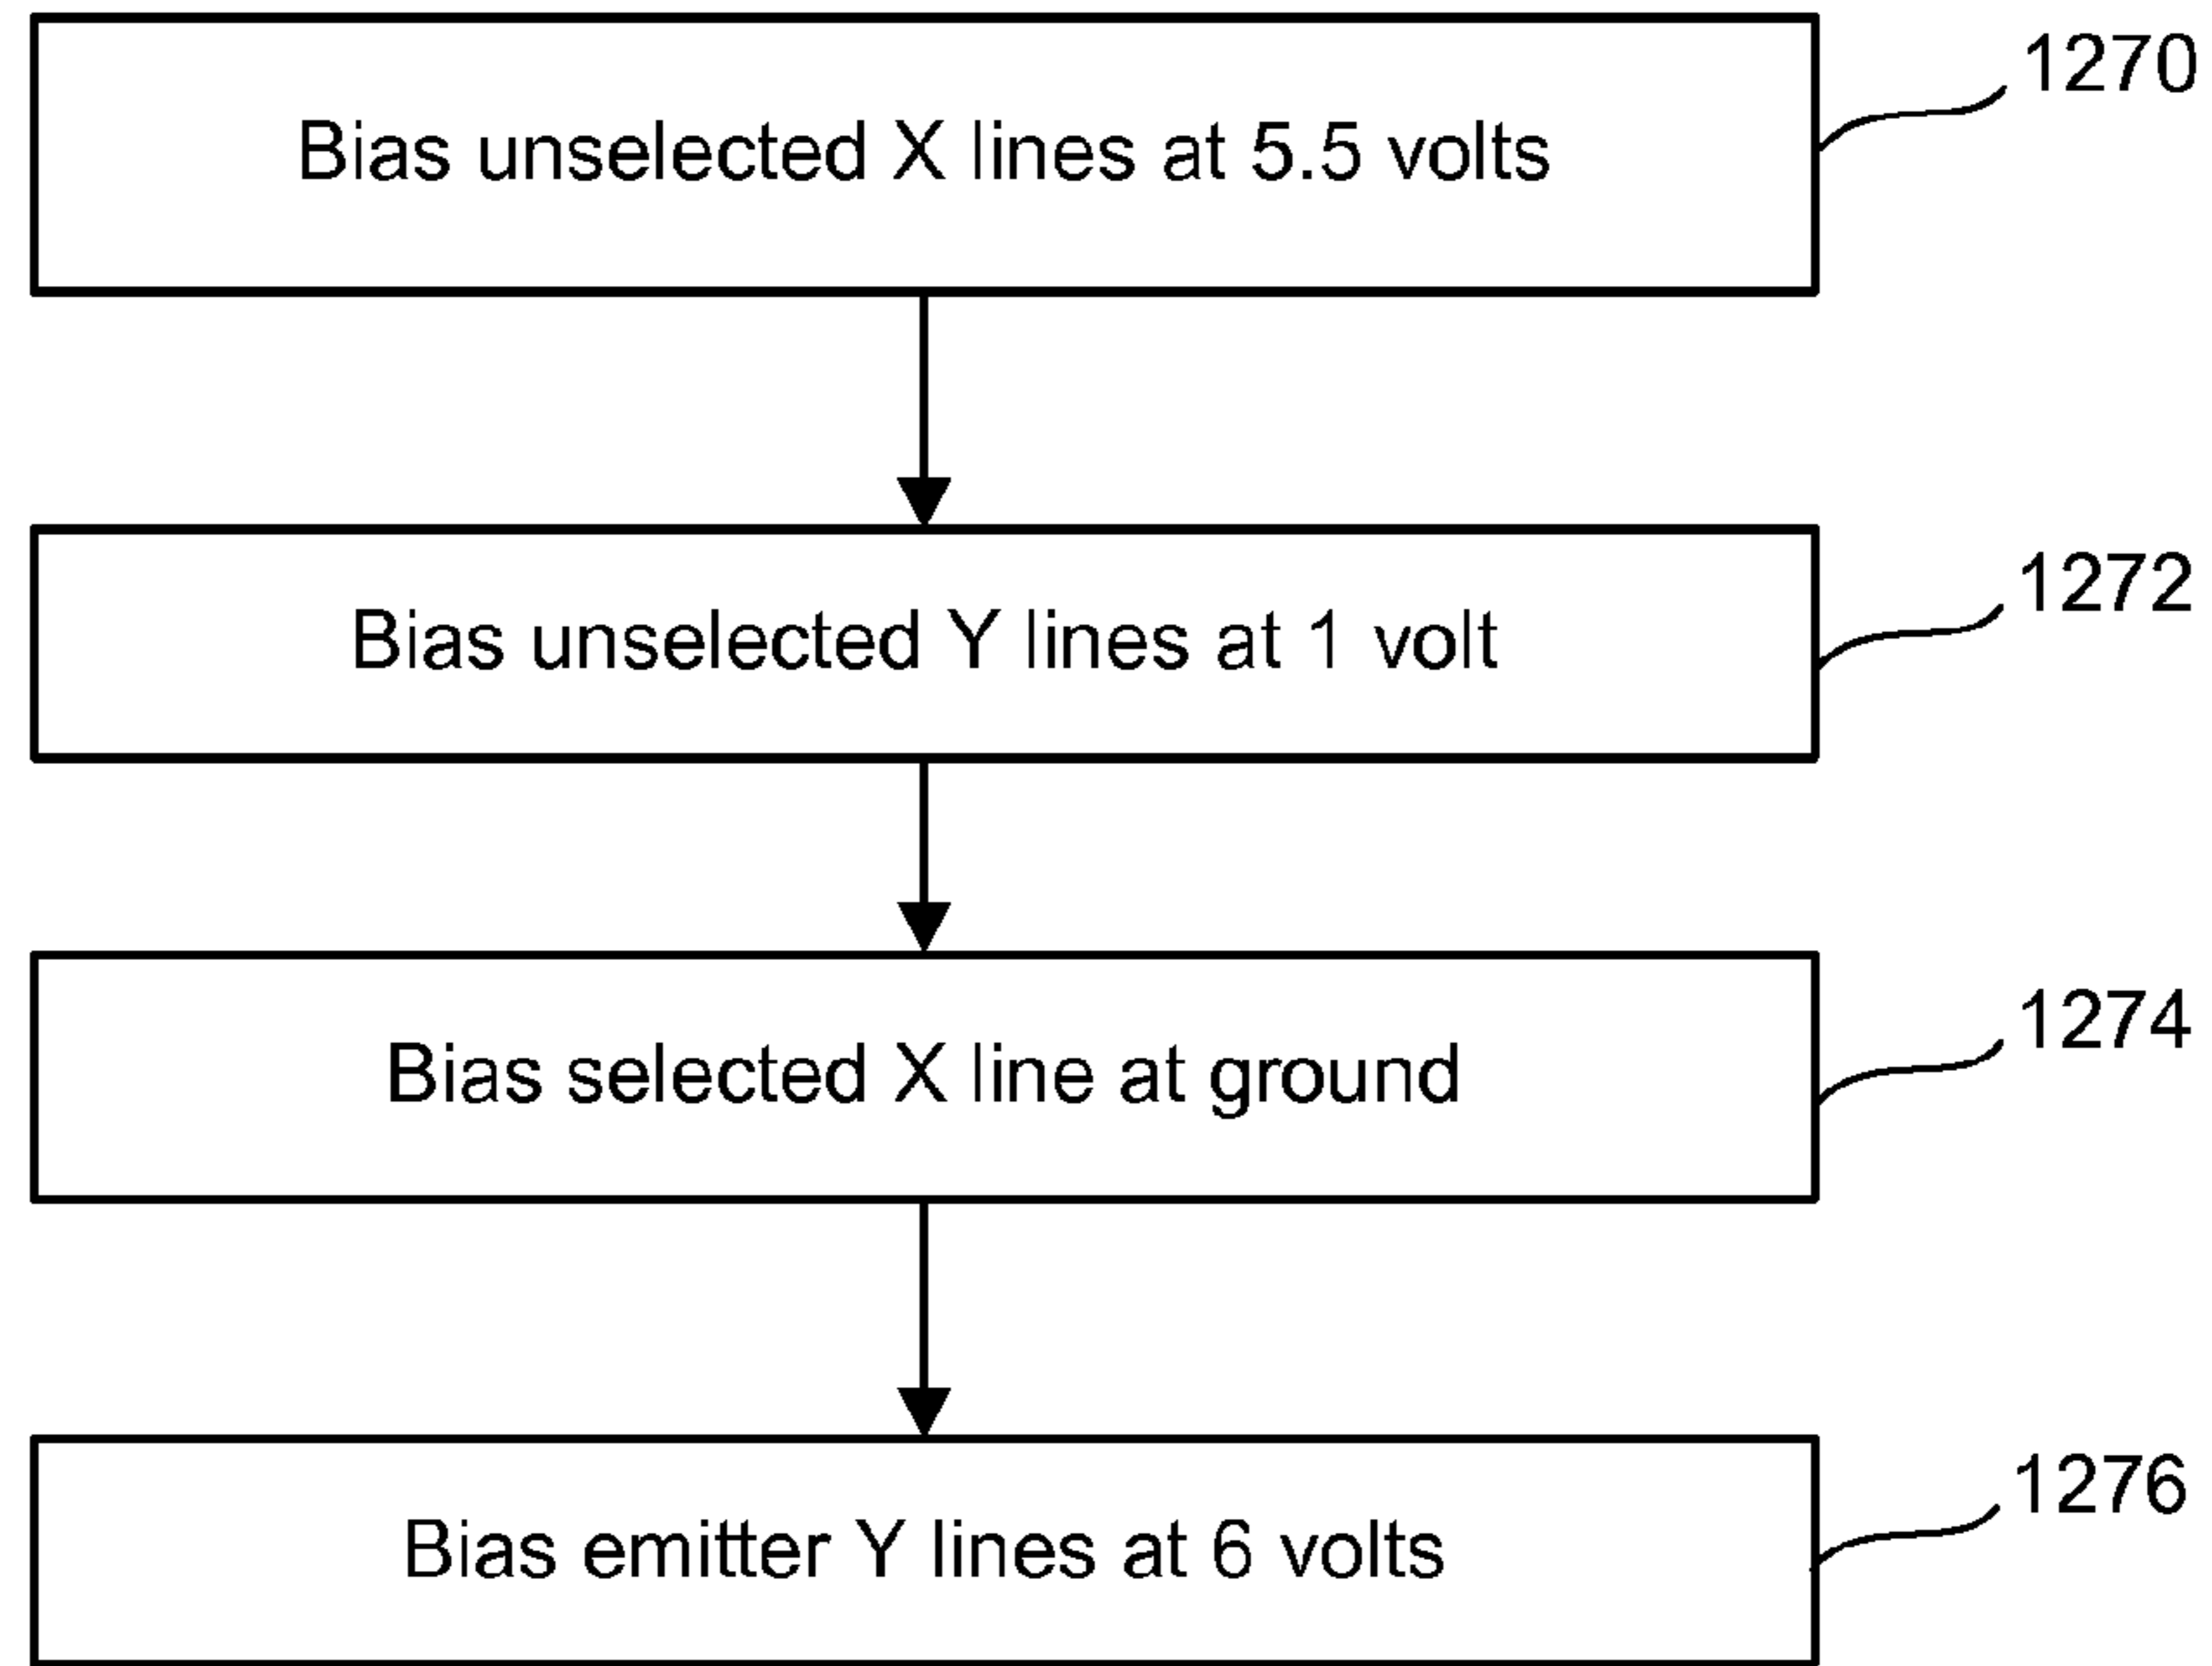 Bias unselected X lines at 5.5 volts
1270
Bias unselected Y lines at 1 volt
1272
Bias selected X line at ground
1274
Bias emitter Y lines at 6 volts
1276